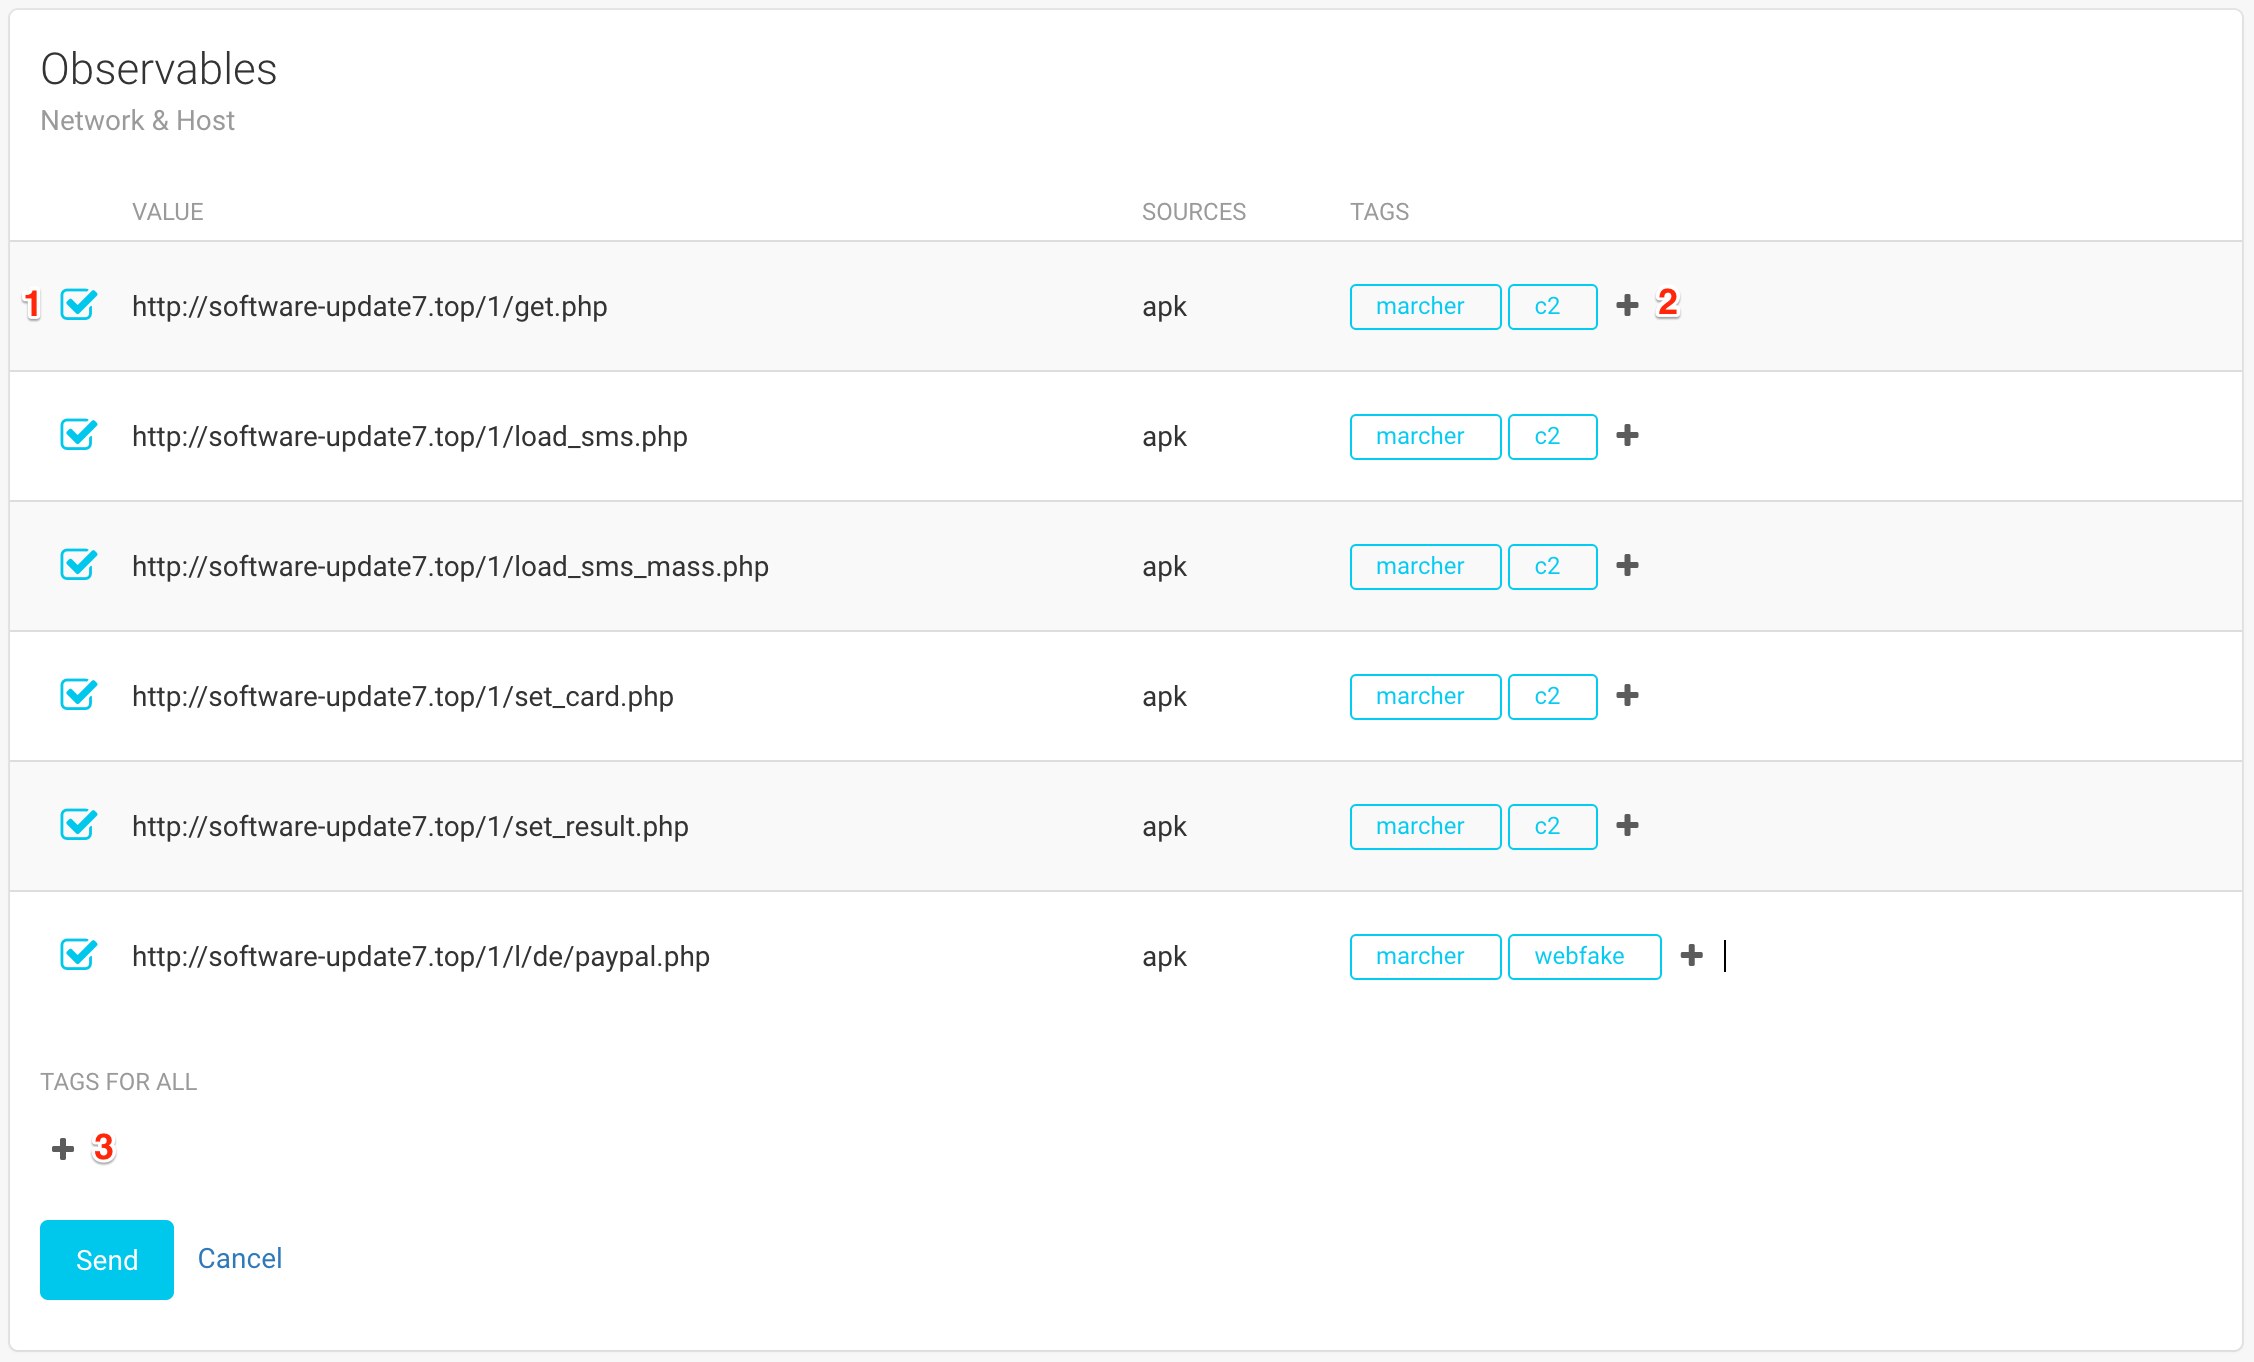 Observables
Network & Host
VALUE SOURCES TAGS
1 http://software-update7.top/1/get.php apk marcher c2 + 2
http://software-update7.top/1/load_sms.php apk marcher c2 +
http://software-update7.top/1/load_sms_mass.php apk marcher c2 +
http://software-update7.top/1/set_card.php apk marcher c2 +
http://software-update7.top/1/set_result.php apk marcher c2 +
http://software-update7.top/1/l/de/paypal.php apk marcher webfake +
TAGS FOR ALL
+ 3
Send Cancel